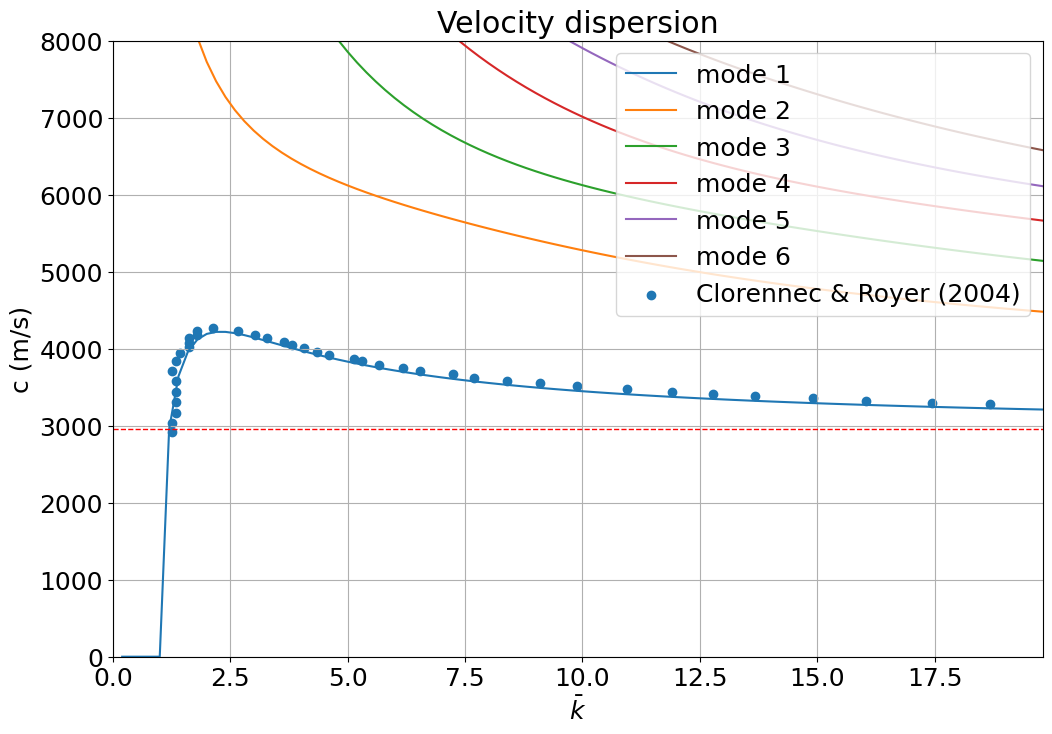 Velocity dispersion
8000
7000
6000
5000
4000
3000
2000
1000
0
c (m/s)
mode 1
mode 2
mode 3
mode 4
mode 5
mode 6
Clorennec & Royer (2004)
0.0 2.5 5.0 7.5 10.0 12.5 15.0 17.5
k̄